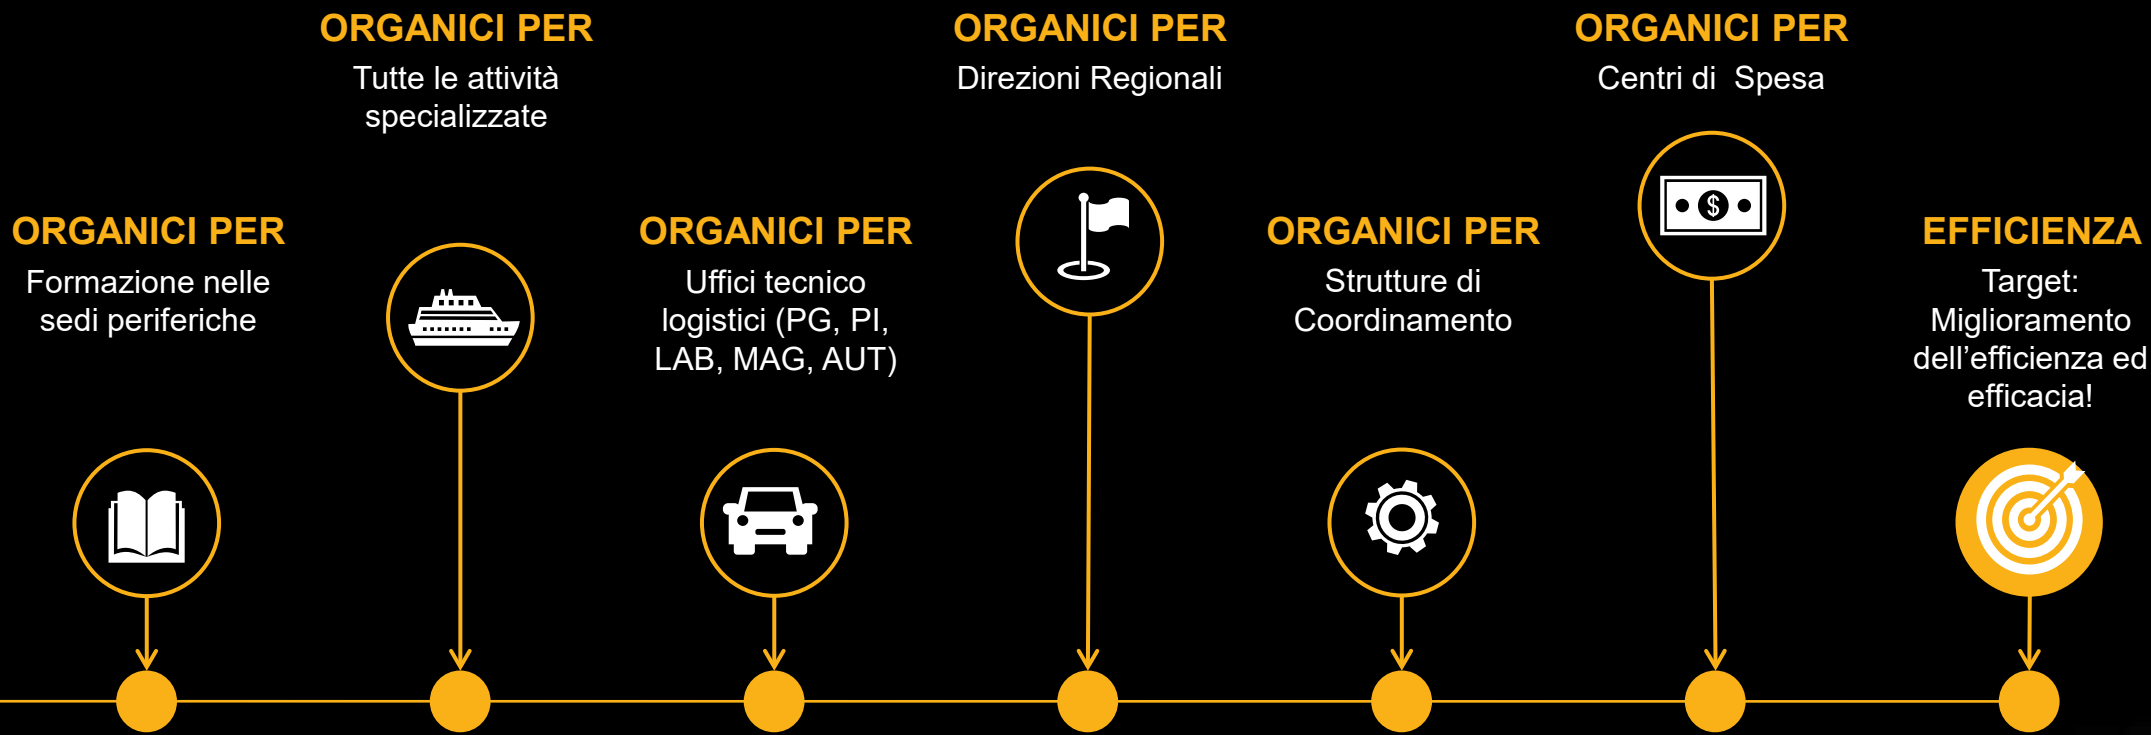 ORGANICI PER
Formazione nelle
sedi periferiche
ORGANICI PER
Tutte le attività
specializzate
ORGANICI PER
Uffici tecnico
logistici (PG, PI,
LAB, MAG, AUT)
ORGANICI PER
Direzioni Regionali
ORGANICI PER
Strutture di
Coordinamento
ORGANICI PER
Centri di  Spesa
$
EFFICIENZA
Target:
Miglioramento
dell’efficienza ed
efficacia!